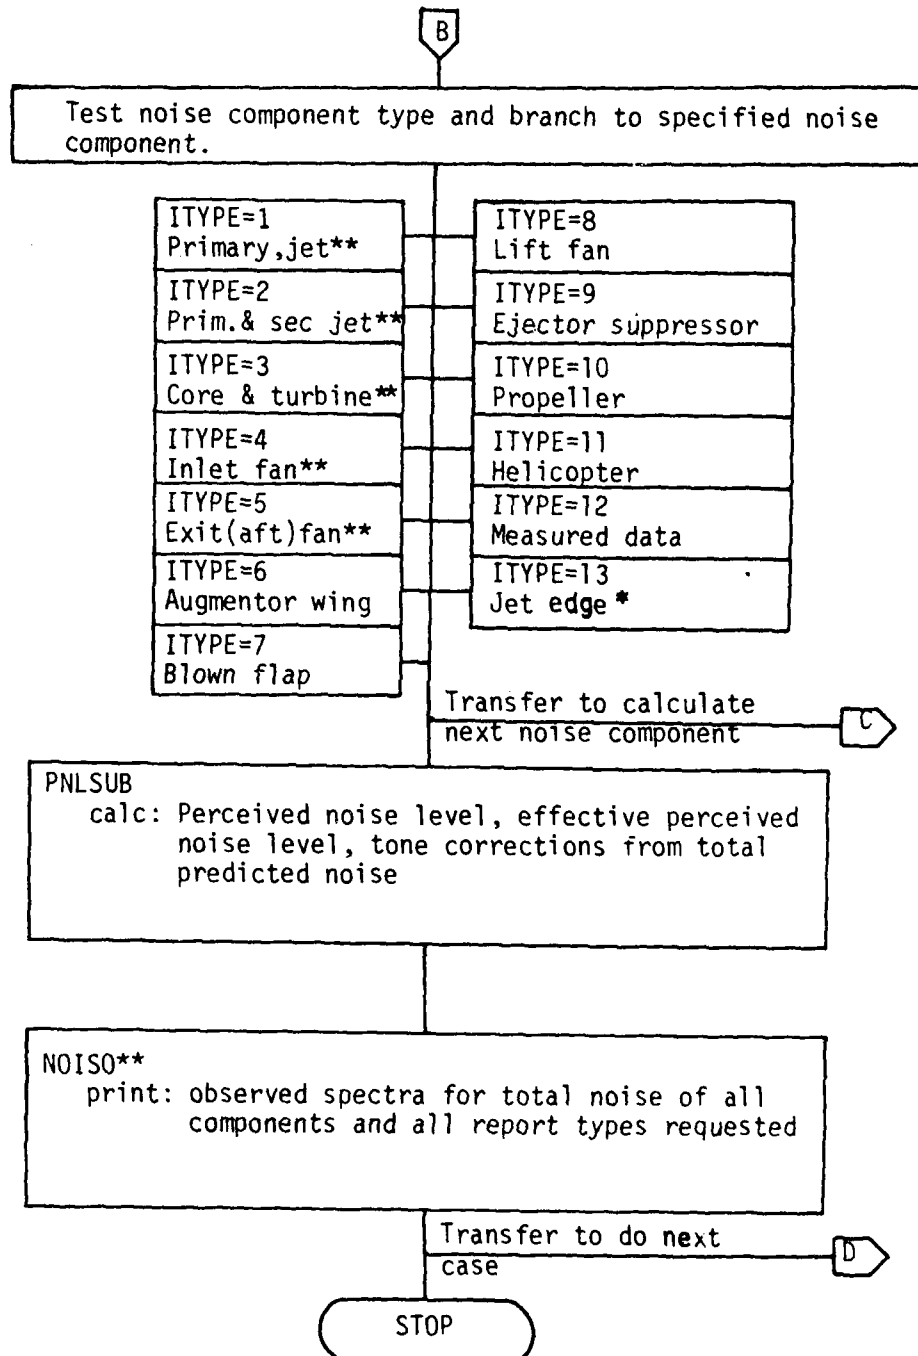 B
Test noise component type and branch to specified noise
component.
ITYPE=1
Primary,jet**
ITYPE=2
Prim.& sec jet**
ITYPE=3
Core & turbine**
ITYPE=4
Inlet fan**
ITYPE=5
Exit(aft)fan**
ITYPE=6
Augmentor wing
ITYPE=7
Blown flap
ITYPE=8
Lift fan
ITYPE=9
Ejector suppressor
ITYPE=10
Propeller
ITYPE=11
Helicopter
ITYPE=12
Measured data
ITYPE=13
Jet edge*
Transfer to calculate
next noise component
C
PNLSUB
calc: Perceived noise level, effective perceived
noise level, tone corrections from total
predicted noise
NOISO**
print: observed spectra for total noise of all
components and all report types requested
Transfer to do next
case
D
STOP